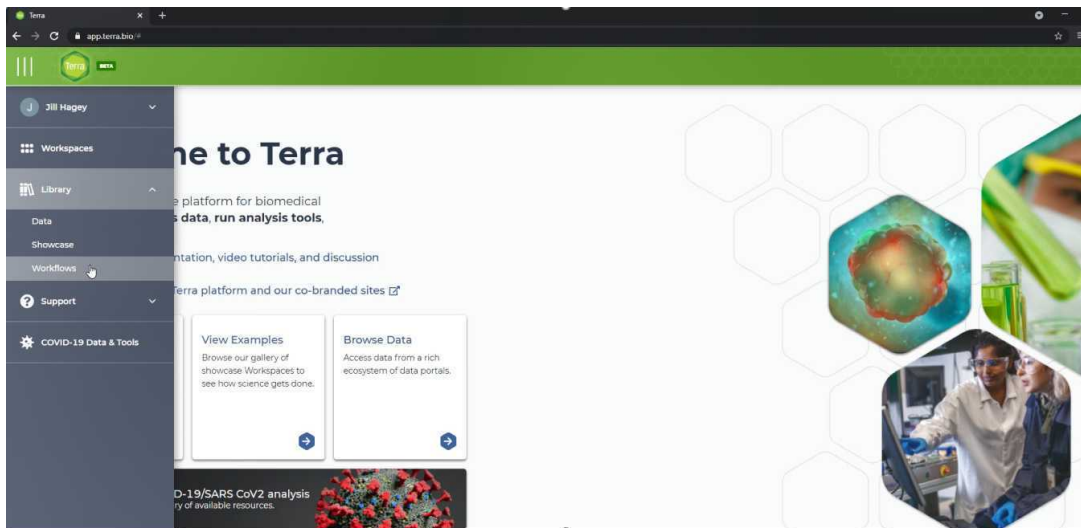 Terra
app.terra.bio/#
Terra
BETA
J Jill Hagey
Workspaces
Library
Data
Showcase
Workflows
Support
COVID-19 Data & Tools
ne to Terra
platform for biomedical
s data, run analysis tools,
ntation, video tutorials, and discussion
Terra platform and our co-branded sites
View Examples
Browse our gallery of
showcase Workspaces to
see how science gets done.
Browse Data
Access data from a rich
ecosystem of data portals.
D-19/SARS CoV2 analysis
ry of available resources.